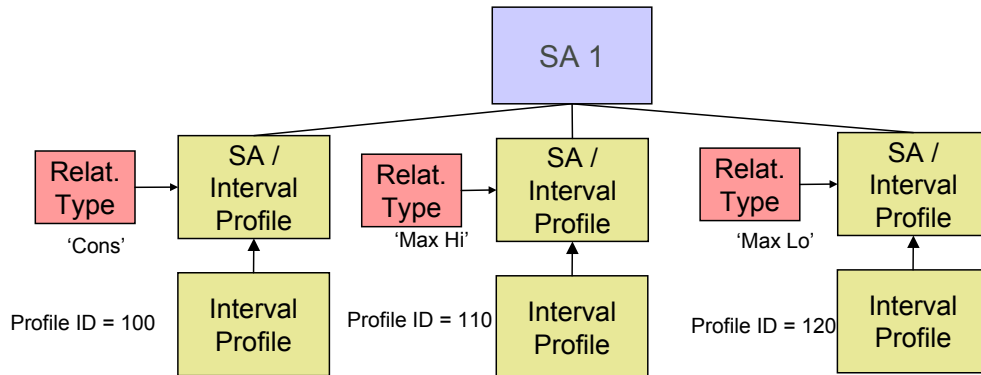 SA 1
Relat.
Type
'Cons'
SA /
Interval
Profile
Relat.
Type
'Max Hi'
SA /
Interval
Profile
Relat.
Type
'Max Lo'
SA /
Interval
Profile
Profile ID = 100
Interval
Profile
Profile ID = 110
Interval
Profile
Profile ID = 120
Interval
Profile